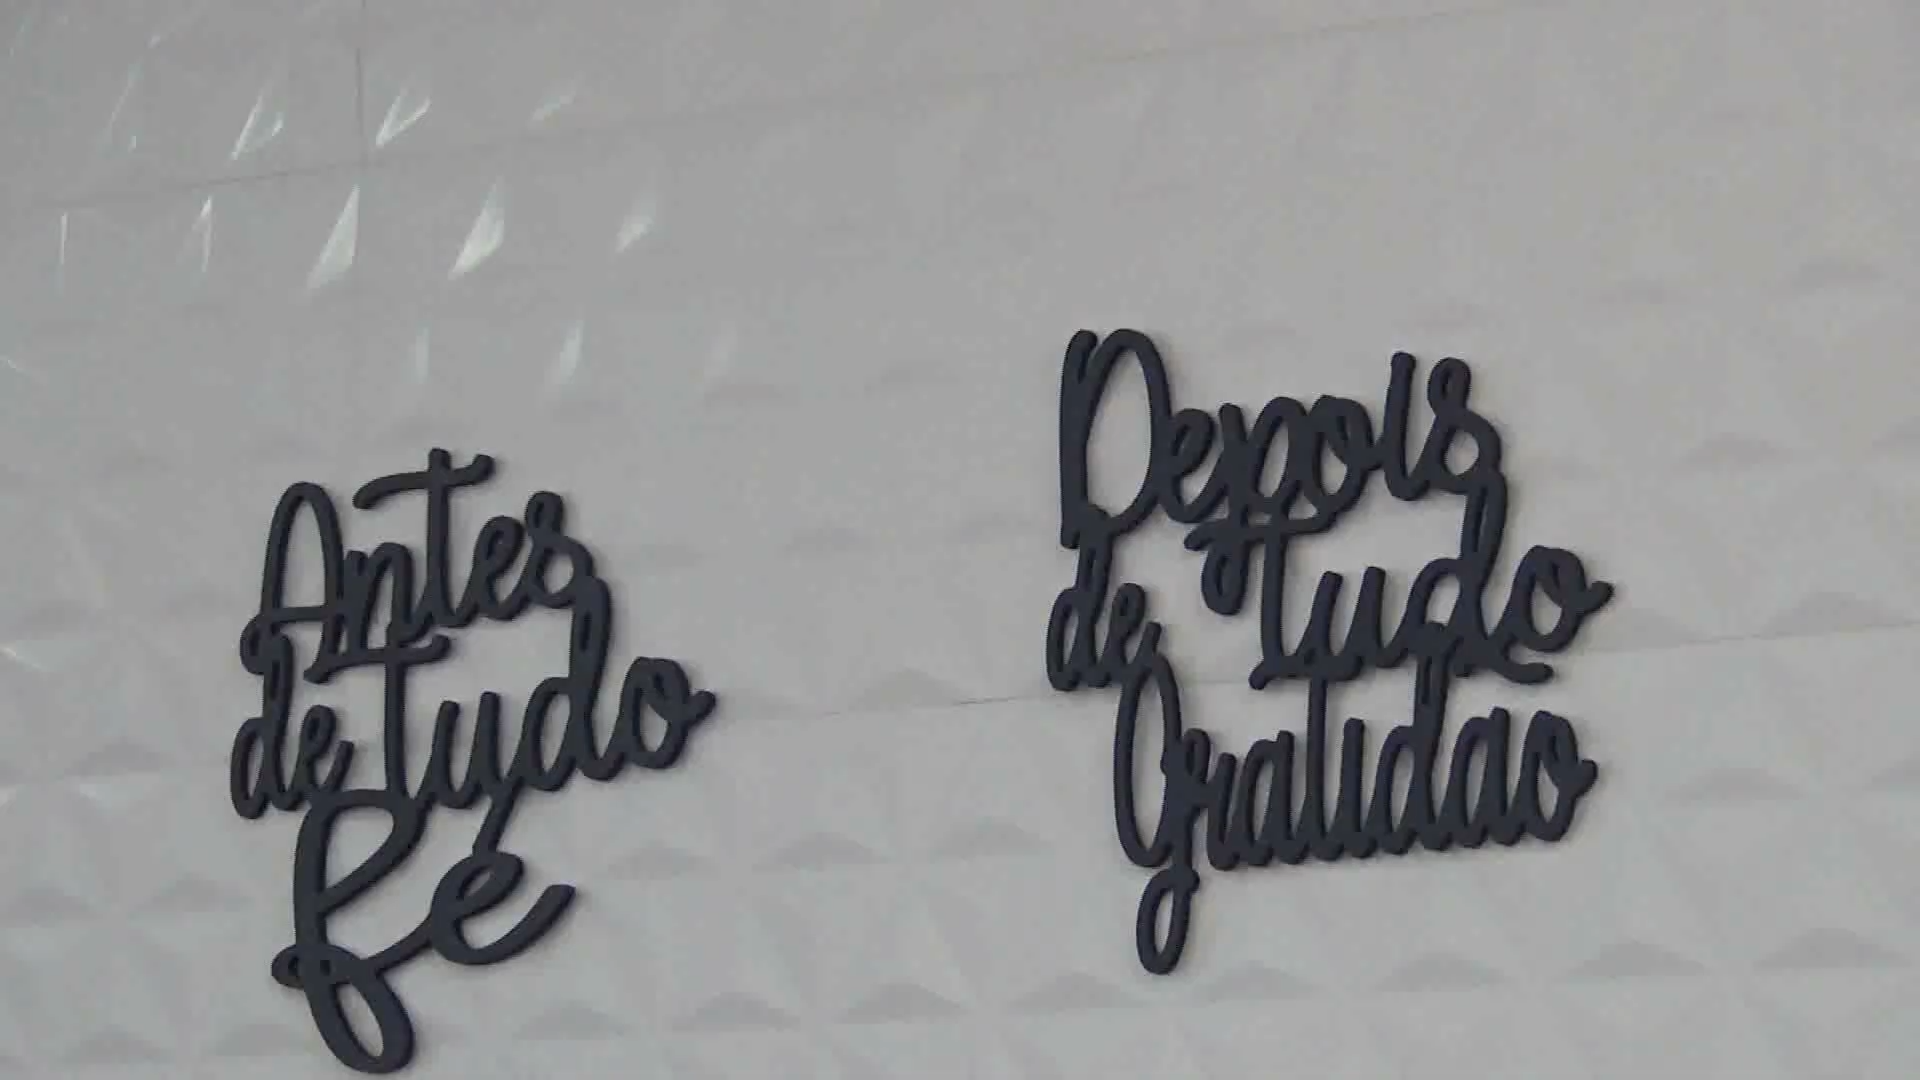 Antes
de Tudo
fé
Depois
de Tudo
Gratidão